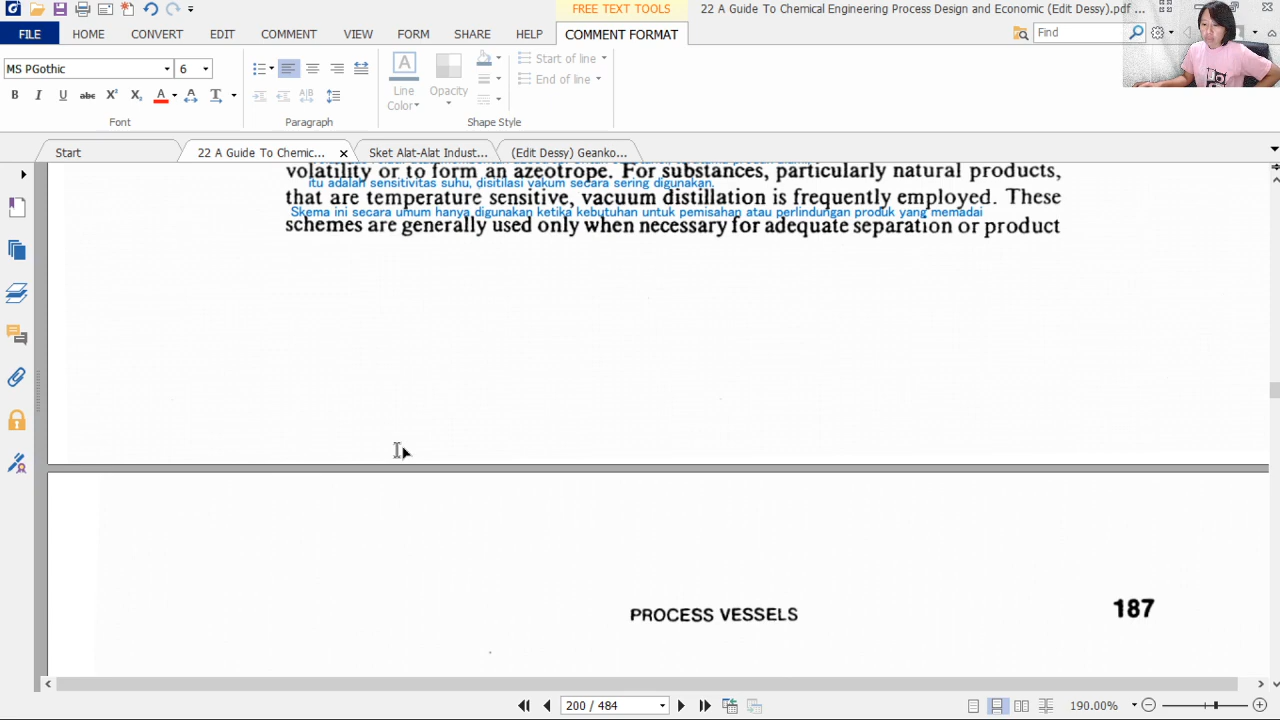 FREE TEXT TOOLS
22 A Guide To Chemical Engineering Process Design and Economic (Edit Dessy).pdf ...
FILE HOME CONVERT EDIT COMMENT VIEW FORM SHARE HELP COMMENT FORMAT
Find
MS PGothic 6
Start of line
End of line
Line Color
Opacity
Font Paragraph Shape Style
Start 22 A Guide To Chemic... Sket Alat-Alat Indust... (Edit Dessy) Geanko...
volatility or to form an azeotrope. For substances, particularly natural products,
itu adalah sensitivitas suhu, disitilasi vakum secara sering digunakan.
that are temperature sensitive, vacuum distillation is frequently employed. These
Skema ini secara umum hanya digunakan ketika kebutuhan untuk pemisahan atau perlindungan produk yang memadai
schemes are generally used only when necessary for adequate separation or product
PROCESS VESSELS 187
200 / 484
190.00%